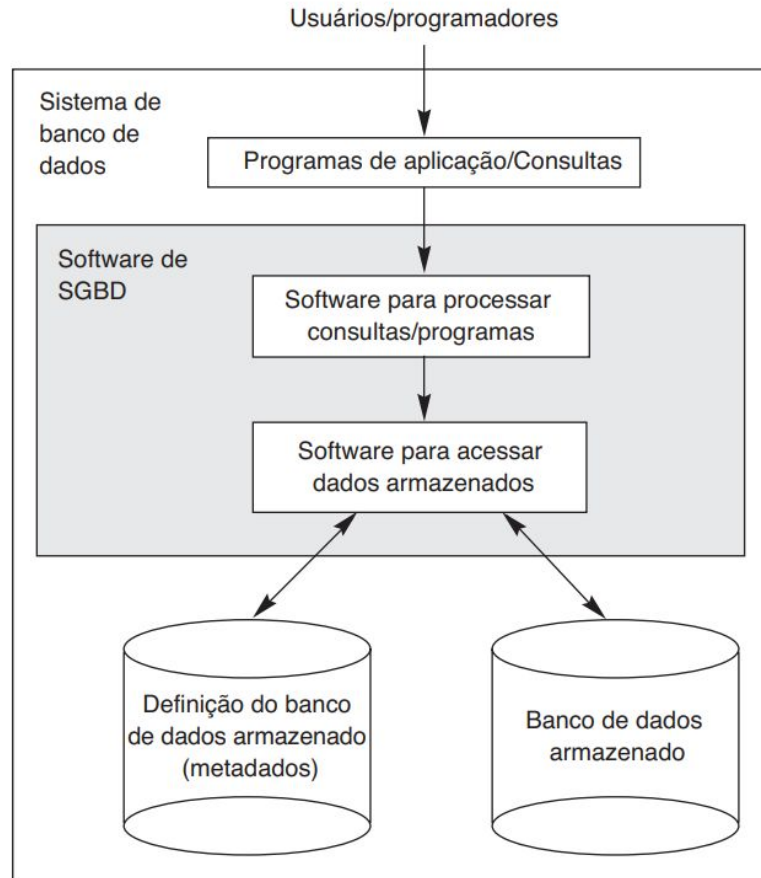 Usuários/programadores
Sistema de
banco de
dados
Programas de aplicação/Consultas
Software de
SGBD
Software para processar
consultas/programas
Software para acessar
dados armazenados
Definição do banco
de dados armazenado
(metadados)
Banco de dados
armazenado